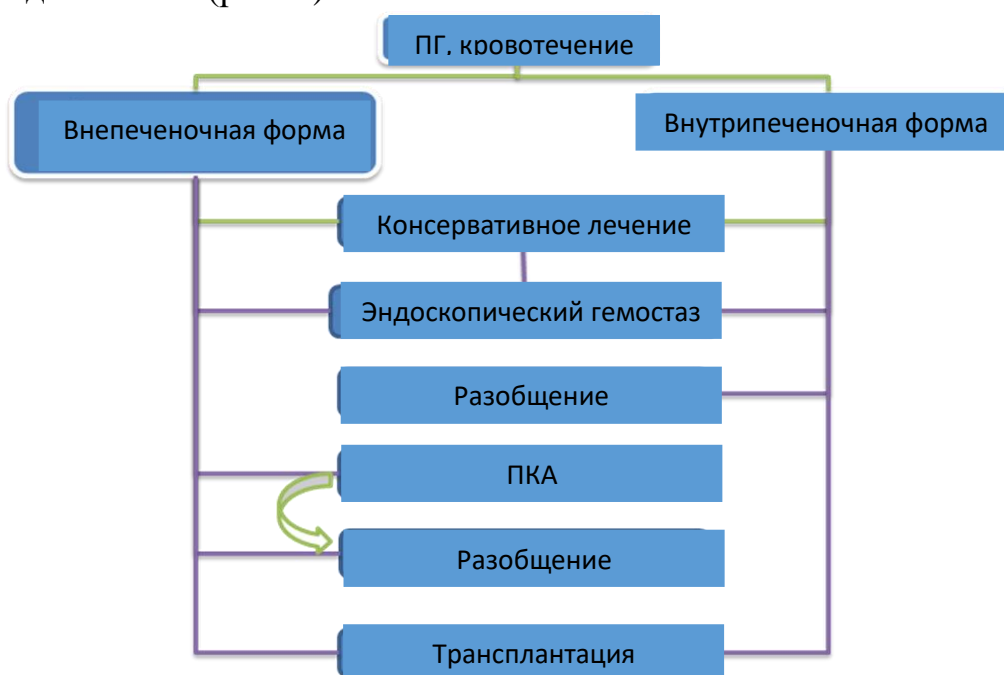 ПГ, кровотечение
Внепеченочная форма
Внутрипеченочная форма
Консервативное лечение
Эндоскопический гемостаз
Разобщение
ПКА
Разобщение
Трансплантация